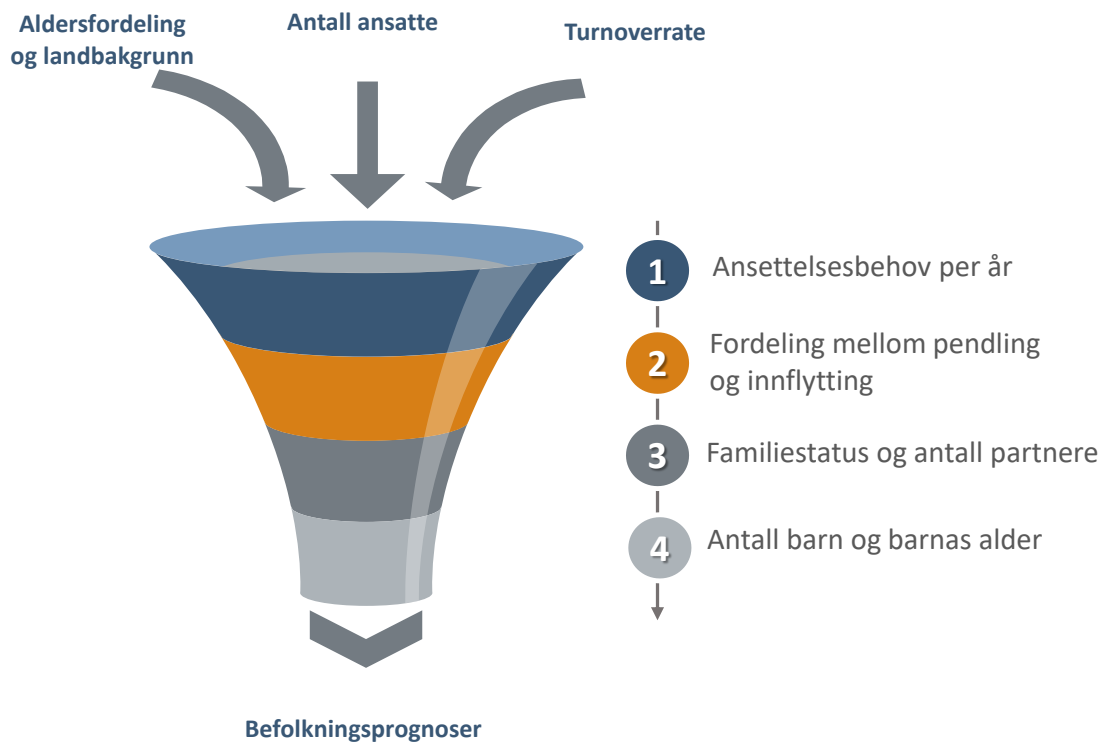 Aldersfordeling
og landbakgrunn
Antall ansatte
Turnoverrate
1
Ansettelsesbehov per år
2
Fordeling mellom pendling
og innflytting
3
Familiestatus og antall partnere
4
Antall barn og barnas alder
Befolkningsprognoser